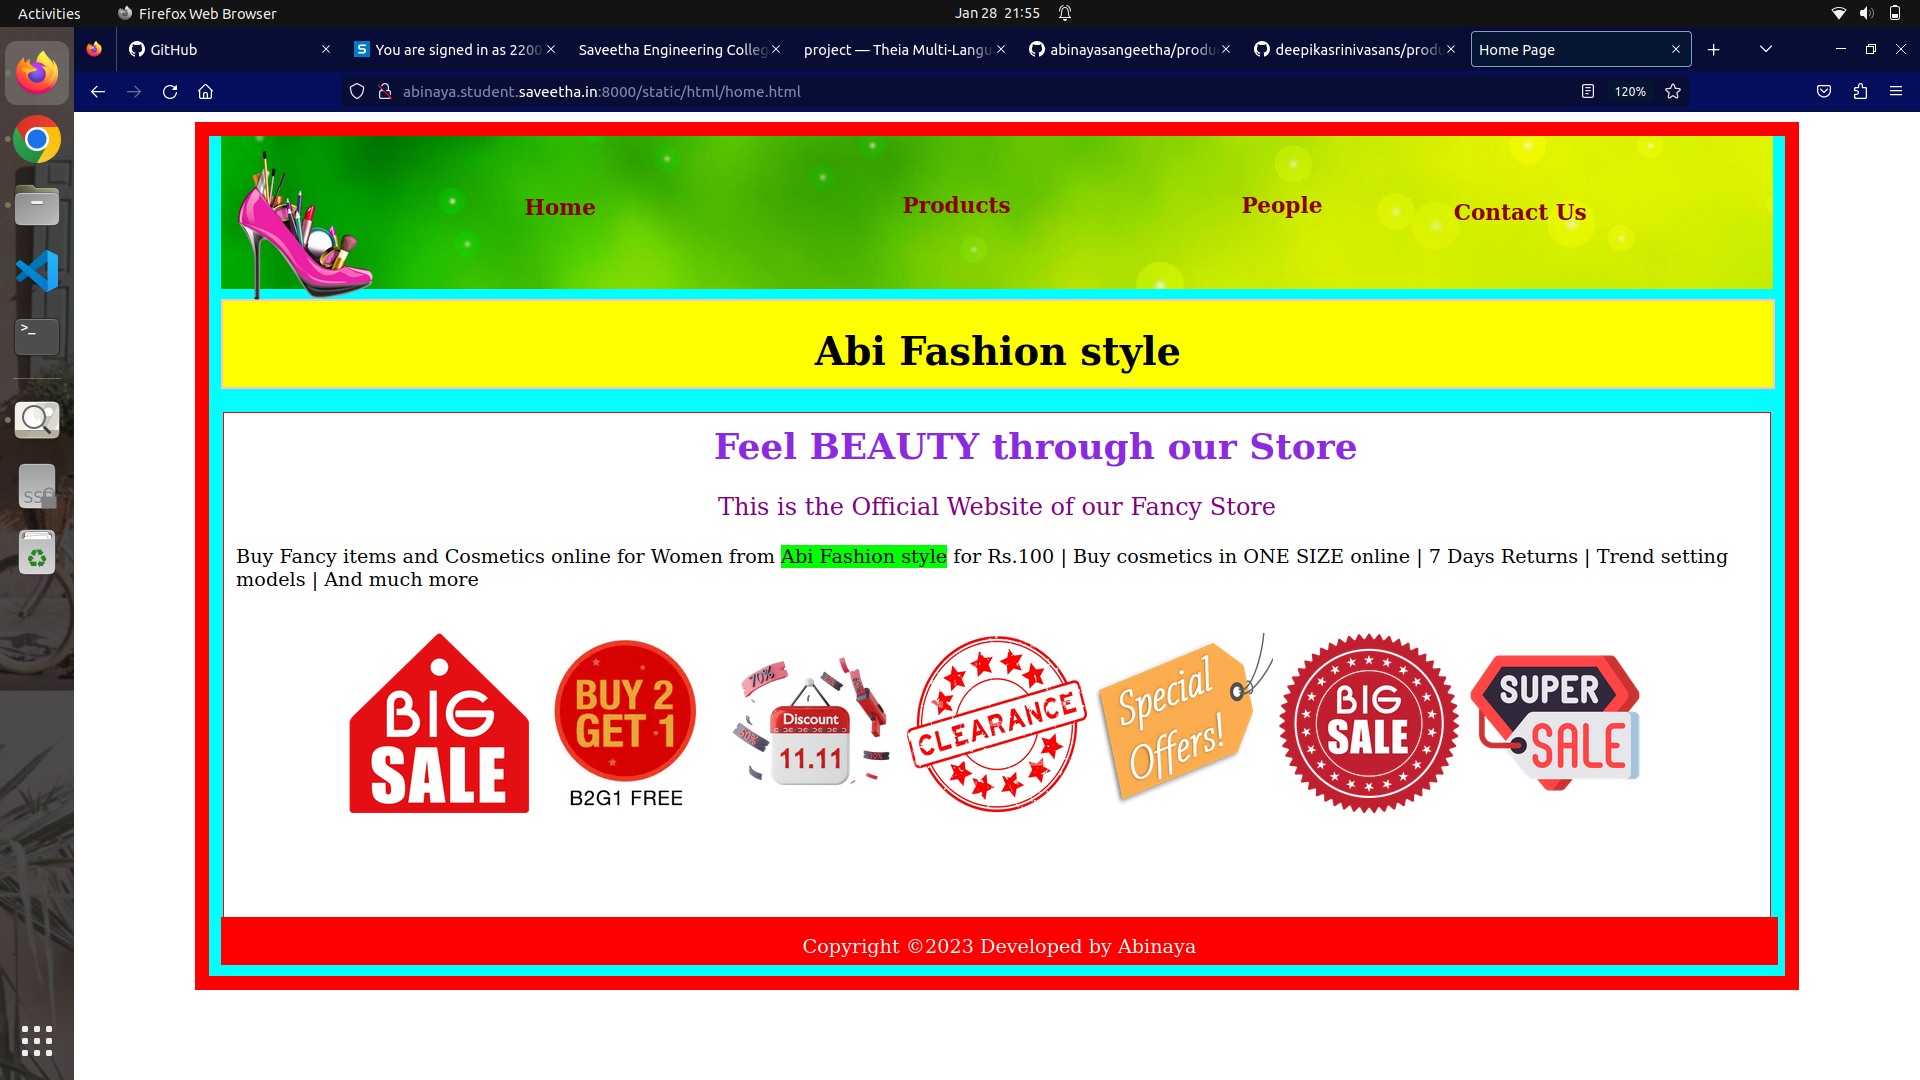 Activities
Firefox Web Browser
Jan 28 21:55
GitHub
You are signed in as 2200
Saveetha Engineering Colleg
project — Theia Multi-Langu
abinayasangeetha/produ
deepikasrinivasans/produ
Home Page
abinaya.student.saveetha.in:8000/static/html/home.html
120%
Home
Products
People
Contact Us
Abi Fashion style
Feel BEAUTY through our Store
This is the Official Website of our Fancy Store
Buy Fancy items and Cosmetics online for Women from Abi Fashion style for Rs.100 | Buy cosmetics in ONE SIZE online | 7 Days Returns | Trend setting
models | And much more
BIG
SALE
BUY 2
GET 1
B2G1 FREE
70%
50%
Discount
11.11
CLEARANCE
Special
Offers!
BIG
SALE
SUPER
SALE
Copyright ©2023 Developed by Abinaya